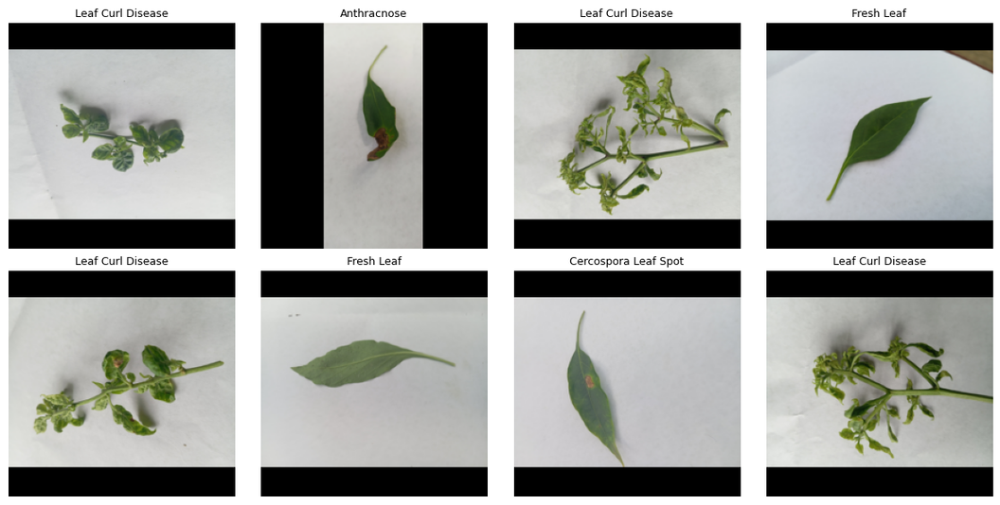 Leaf Curl Disease
Anthracnose
Leaf Curl Disease
Fresh Leaf
Leaf Curl Disease
Fresh Leaf
Cercospora Leaf Spot
Leaf Curl Disease